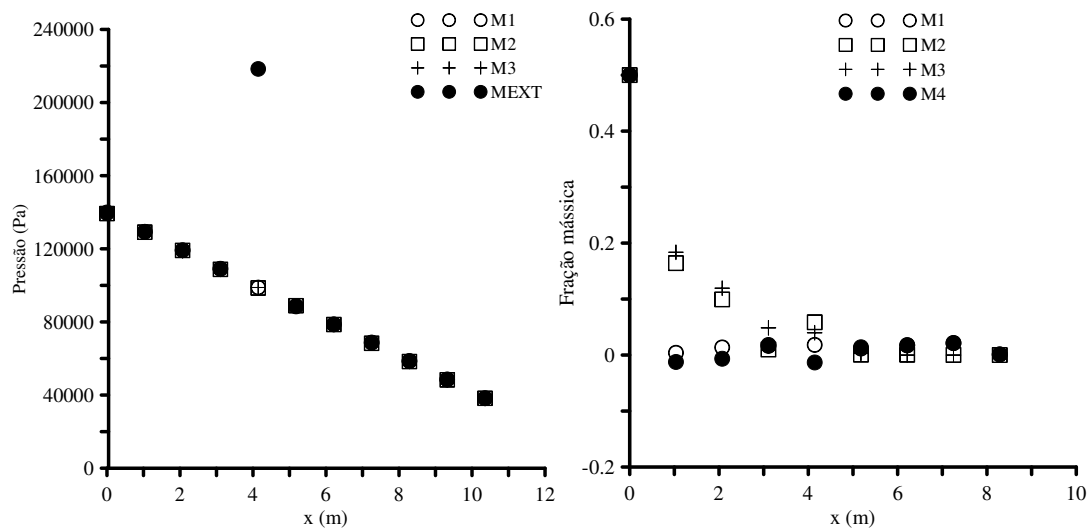 M1
M2
M3
MEXT
240000
200000
160000
120000
80000
40000
0
Pressão (Pa)
0 2 4 6 8 10 12
x (m)
M1
M2
M3
M4
0.6
0.4
0.2
0
-0.2
Fração mássica
0 2 4 6 8 10
x (m)